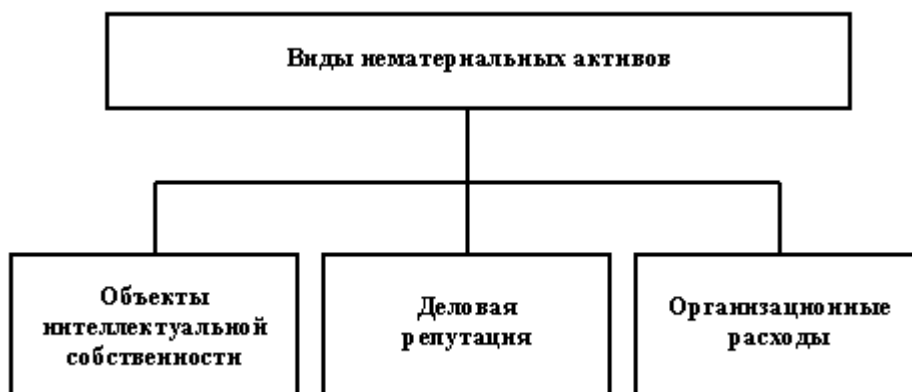 Виды нематериальных активов
Объекты
интеллектуальной
собственности
Деловая
репутация
Организационные
расходы